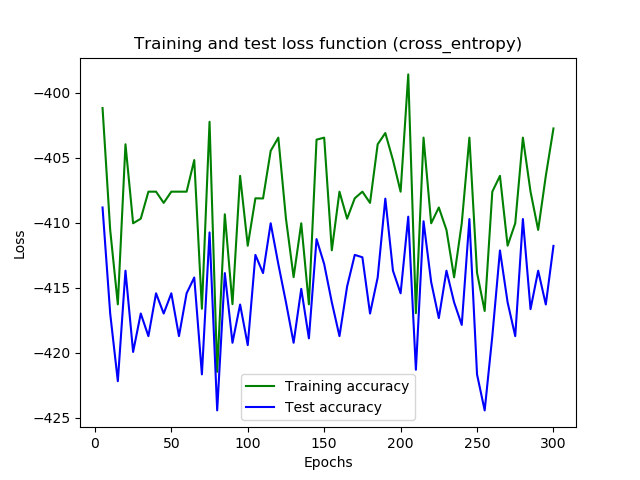 Training and test loss function (cross_entropy)
−400
−405
−410
−415
−420
−425
Loss
Training accuracy
Test accuracy
0 50 100 150 200 250 300
Epochs